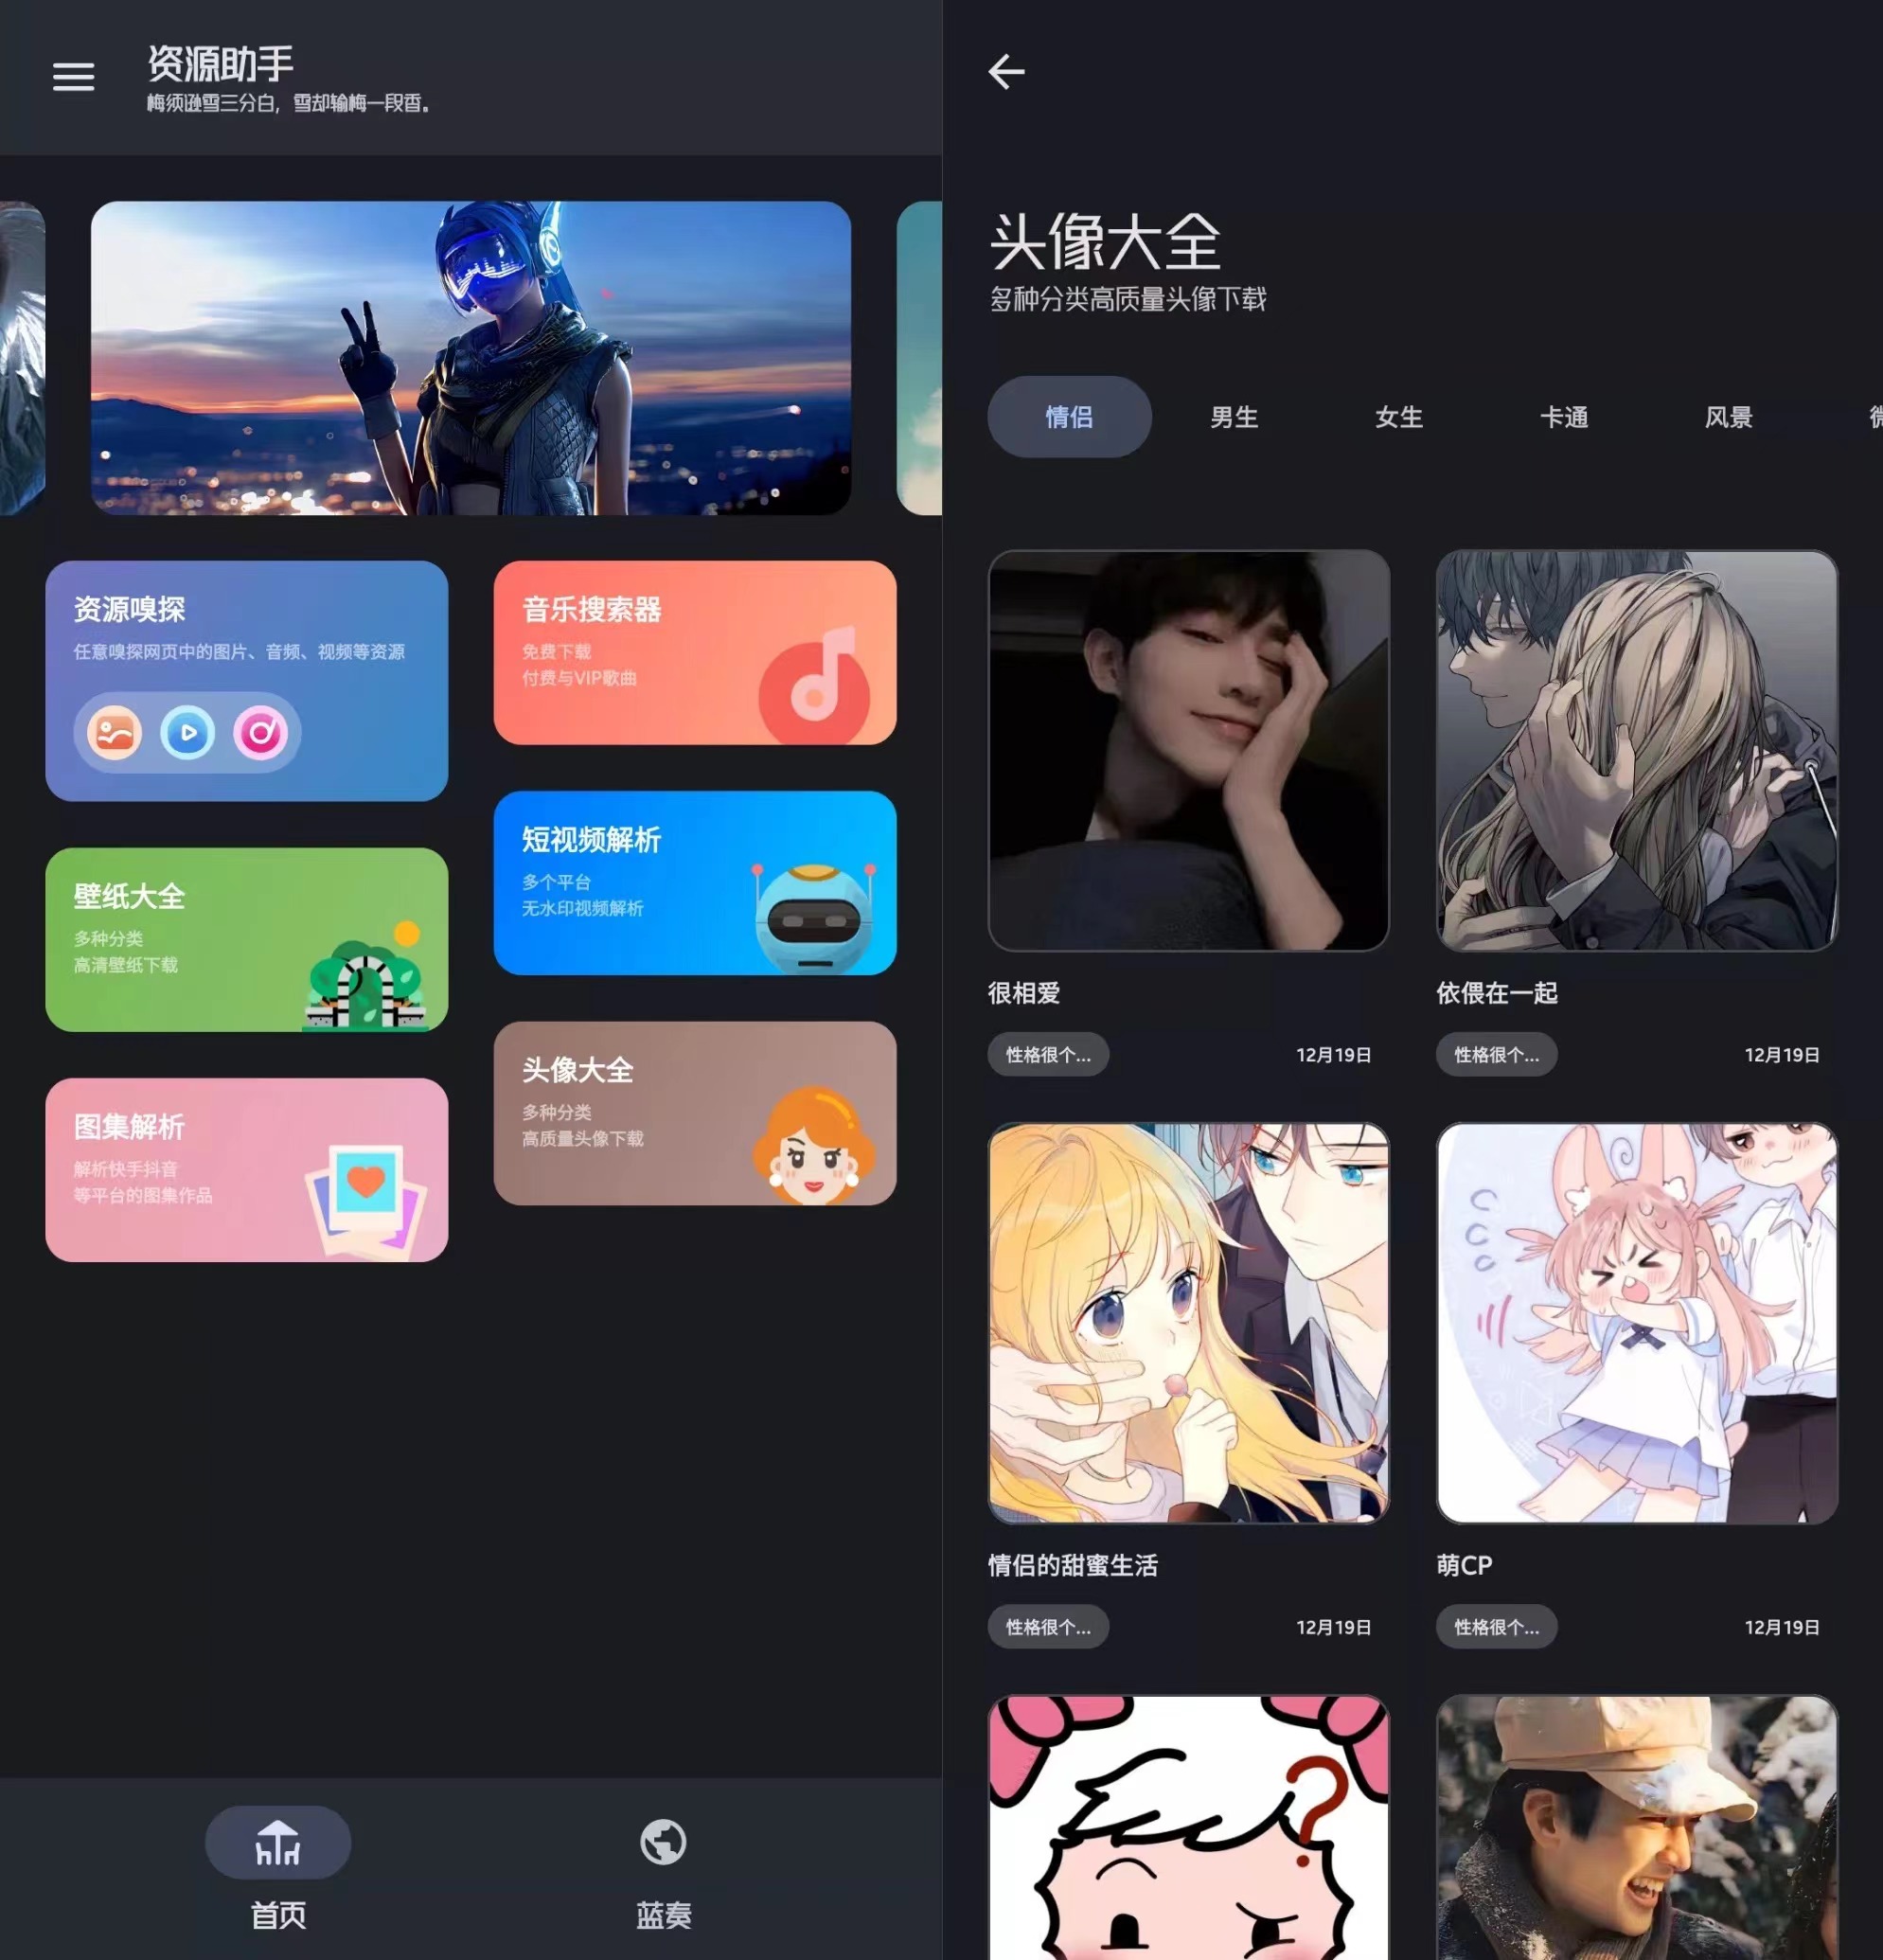 资源助手
梅须逊雪三分白，雪却输梅一段香。
资源嗅探
任意嗅探网页中的图片、音频、视频等资源
音乐搜索器
免费下载
付费与VIP歌曲
短视频解析
多个平台
无水印视频解析
壁纸大全
多种分类
高清壁纸下载
头像大全
多种分类
高质量头像下载
图集解析
解析快手抖音
等平台的图集作品
首页
蓝奏
头像大全
多种分类高质量头像下载
情侣
男生
女生
卡通
风景
很相爱
性格很个...
12月19日
依偎在一起
性格很个...
12月19日
情侣的甜蜜生活
性格很个...
12月19日
萌CP
性格很个...
12月19日
?